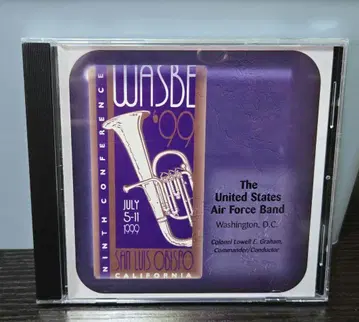 NINTH CONFERENCE
WASBE
'99
JULY
5-11
1999
SAN LUIS OBISPO
CALIFORNIA
The
United States
Air Force Band
Washington, D.C.
Colonel Lowell E. Graham,
Commander/Conductor